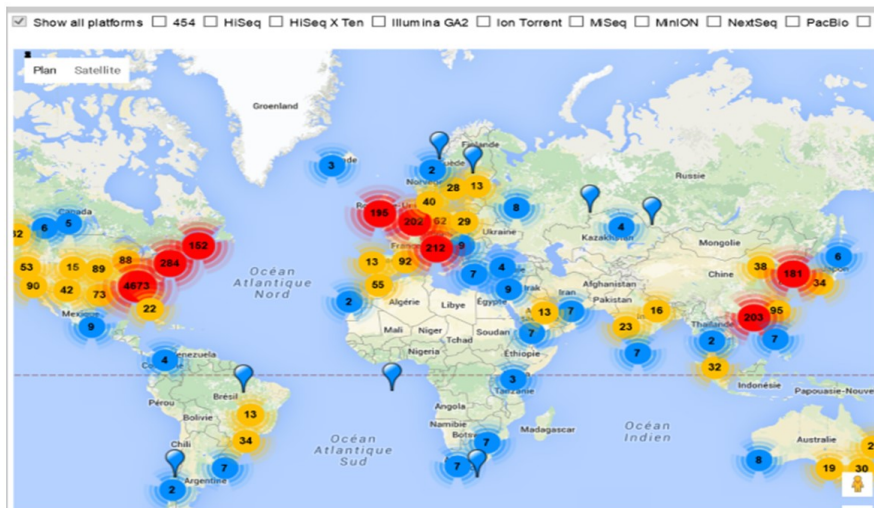 Show all platforms 454 HiSeq HiSeq X Ten Illumina GA2 Ion Torrent MiSeq MinION NextSeq PacBio
Plan Satellite
Groenland
Finlande
3
2
28 13
Russie
40
195 202 62 29
8
Canada
6 5
Ukraine
Kazakhstan
4
152
France
212 9
Mongolie
6
53 15 89 88 284
13 92
7 4
Chine
38 181
Océan
Atlantique
Nord
90 42 73 4673
55
9
Irak
Iran
Afghanistan
Pakistan
34
22
2
Algérie Libye Égypte
13 7
16
203 95
Mexique
9
Mali Niger
Tchad
Soudan
7
23
7
Thaïlande
2
7
4
Venezuela
Nigeria
Éthiopie
32
3
Tanzanie
Indonésie
Papouasie-Nouv
Brésil
Pérou
13
Angola
Bolivie
Namibie
Madagascar
Océan
Indien
Australie
Chili
34
Océan
Atlantique
Sud
7
7
7
8
19 30
Argentine
2